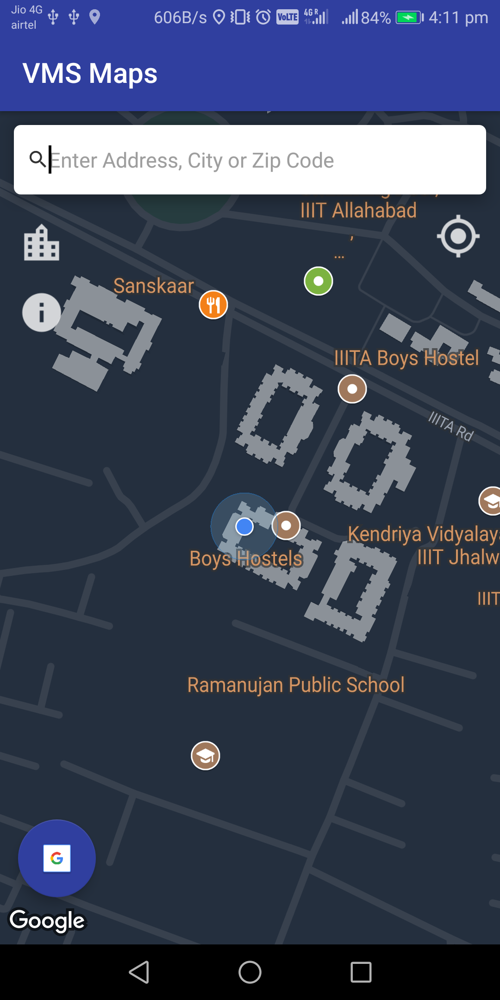 Jio 4G
airtel
606B/s
VoLTE
4G R
84%
4:11 pm
VMS Maps
Enter Address, City or Zip Code
IIIT Allahabad
,
...
Sanskaar
IIITA Boys Hostel
IIITA Rd
Kendriya Vidyalay
IIIT Jhalw
Boys Hostels
IIIT
Ramanujan Public School
G
Google